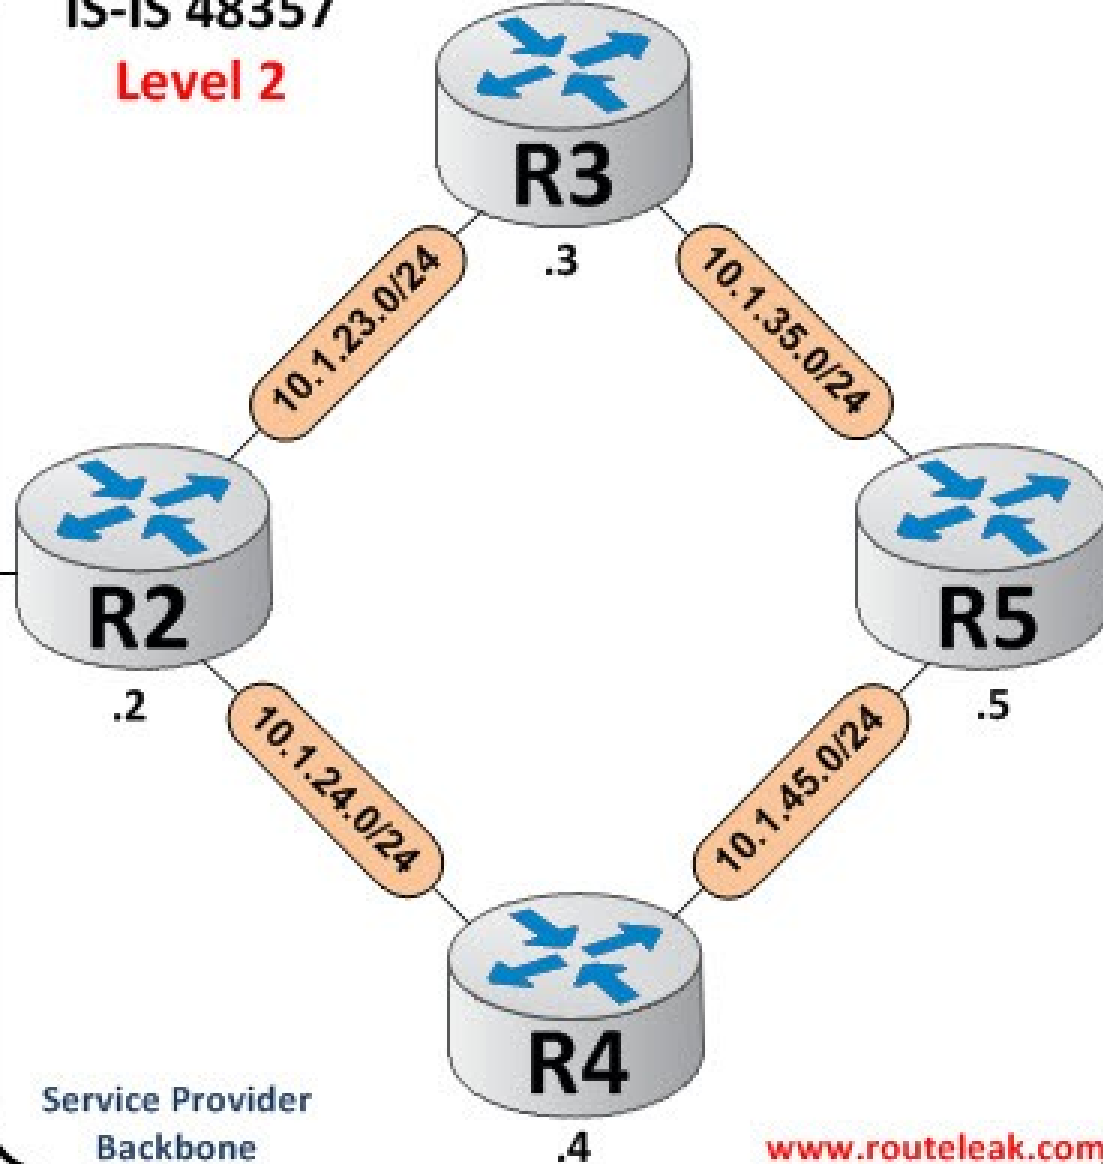 IS-IS 48357
Level 2
R3
.3
10.1.23.0/24
10.1.35.0/24
R2
.2
R5
.5
10.1.24.0/24
10.1.45.0/24
R4
.4
Service Provider
Backbone
www.routeleak.com